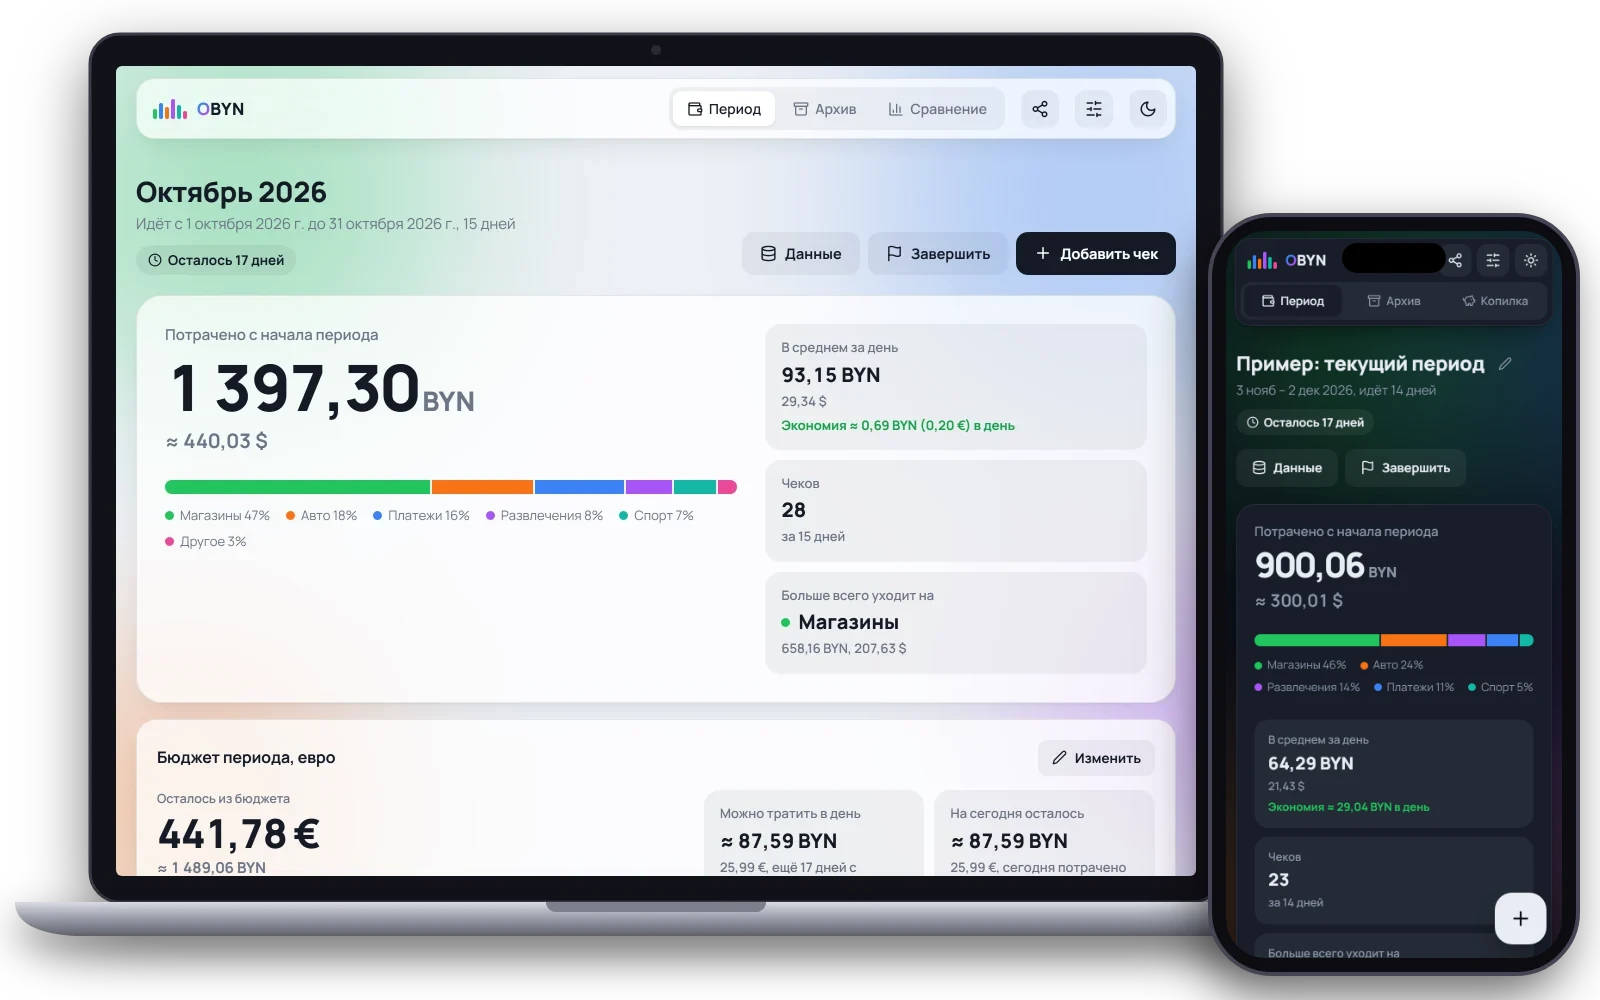 OBYN
Период
Архив
Сравнение
Октябрь 2026
Идёт с 1 октября 2026 г. до 31 октября 2026 г., 15 дней
Осталось 17 дней
Данные
Завершить
Добавить чек
Потрачено с начала периода
1 397,30 BYN
≈ 440,03 $
Магазины 47%
Авто 18%
Платежи 16%
Развлечения 8%
Спорт 7%
Другое 3%
В среднем за день
93,15 BYN
29,34 $
Экономия ≈ 0,69 BYN (0,20 €) в день
Чеков
28
за 15 дней
Больше всего уходит на
Магазины
658,16 BYN, 207,63 $
Бюджет периода, евро
Изменить
Осталось из бюджета
441,78 €
≈ 1 489,06 BYN
Можно тратить в день
≈ 87,59 BYN
25,99 €, ещё 17 дней с
На сегодня осталось
≈ 87,59 BYN
25,99 €, сегодня потрачено
OBYN
Период
Архив
Копилка
Пример: текущий период
3 нояб – 2 дек 2026, идёт 14 дней
Осталось 17 дней
Данные
Завершить
Потрачено с начала периода
900,06 BYN
≈ 300,01 $
Магазины 46%
Авто 24%
Развлечения 14%
Платежи 11%
Спорт 5%
В среднем за день
64,29 BYN
21,43 $
Экономия ≈ 29,04 BYN в день
Чеков
23
за 14 дней
Больше всего уходит на